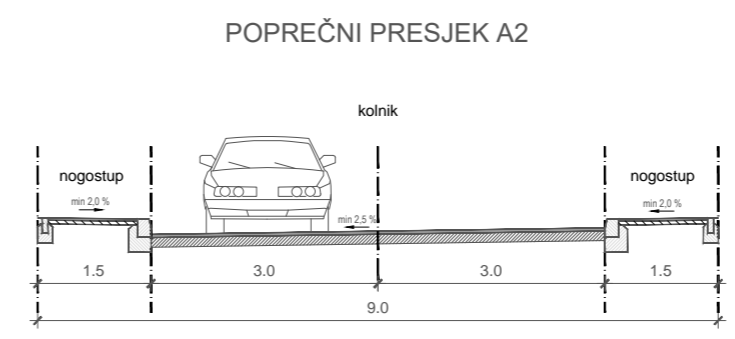 POPREČNI PRESJEK A2
kolnik
nogostup
nogostup
min 2,0 %
min 2,5 %
min 2,0 %
1.5
3.0
3.0
1.5
9.0